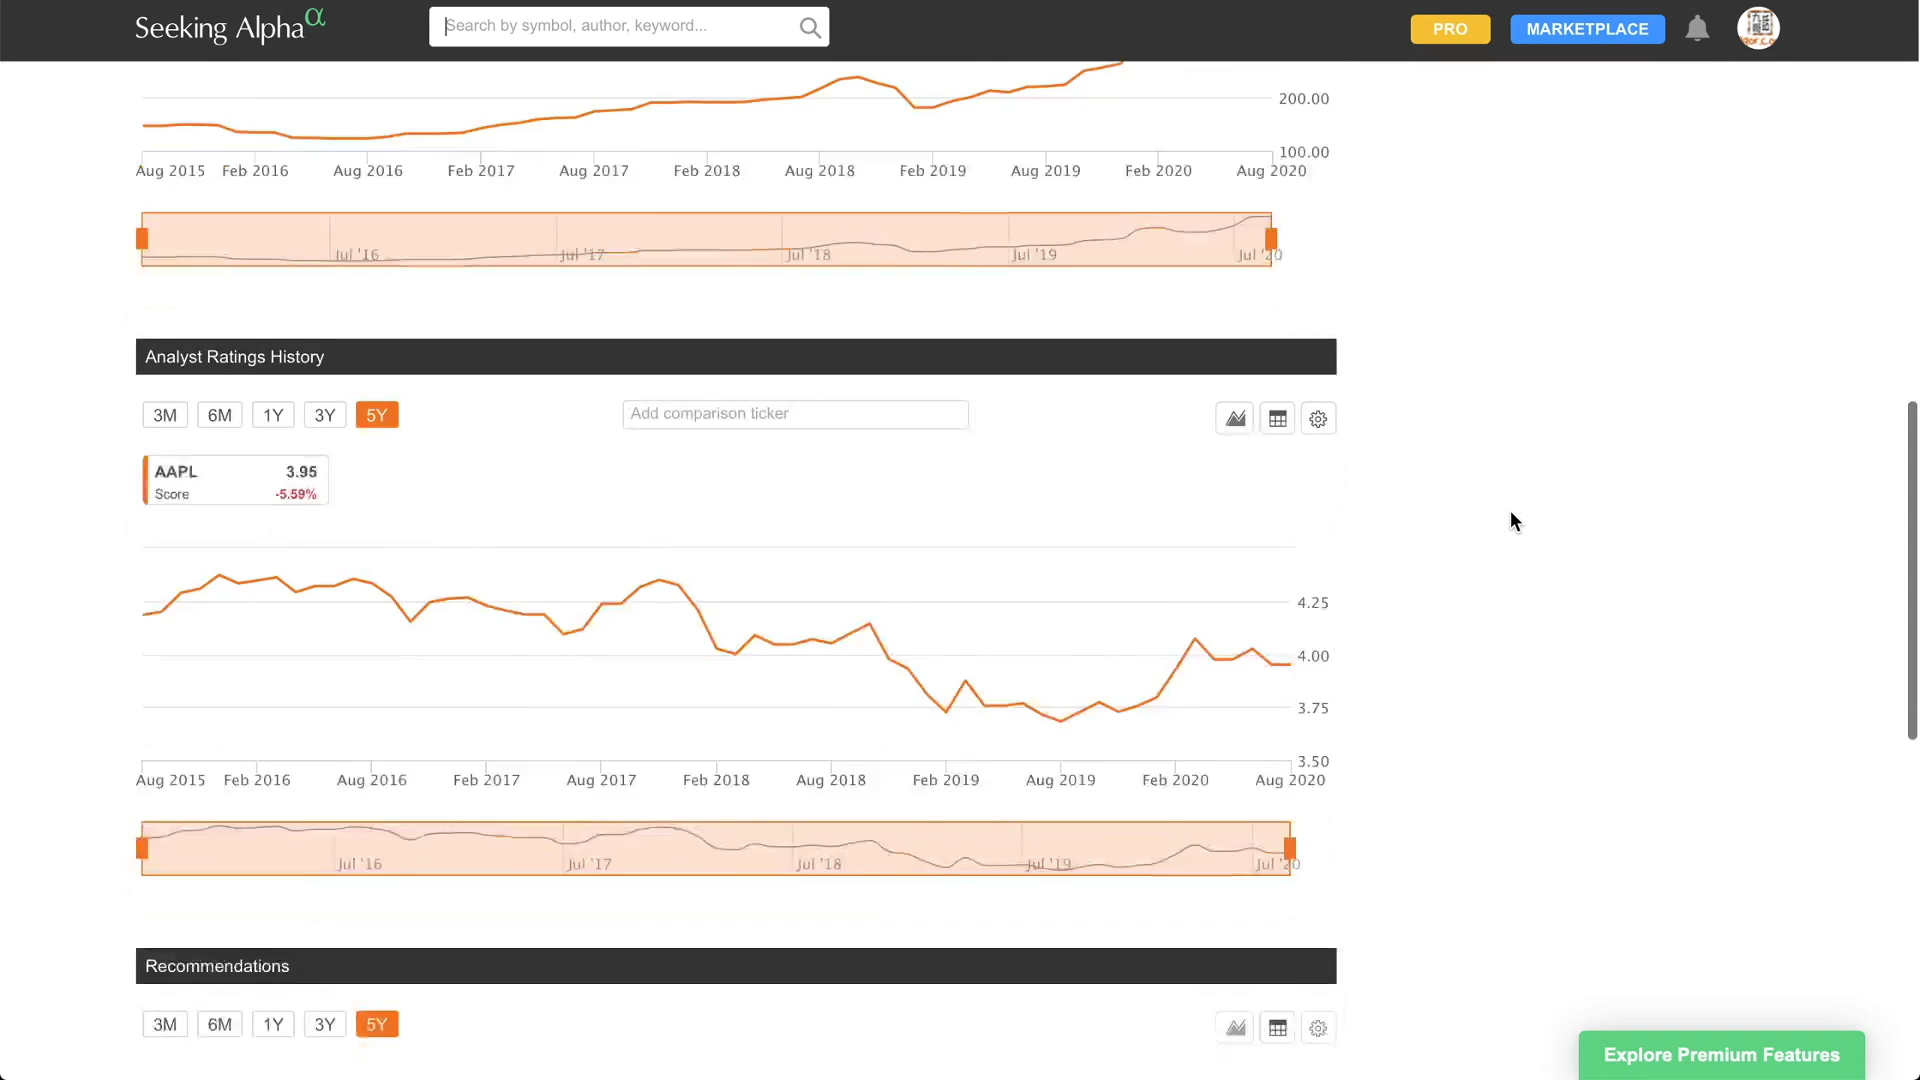 Seeking Alpha α
Search by symbol, author, keyword...
PRO
MARKETPLACE
200.00
100.00
Aug 2015 Feb 2016 Aug 2016 Feb 2017 Aug 2017 Feb 2018 Aug 2018 Feb 2019 Aug 2019 Feb 2020 Aug 2020
Jul '16 Jul '17 Jul '18 Jul '19 Jul '20
Analyst Ratings History
3M 6M 1Y 3Y 5Y
Add comparison ticker
AAPL 3.95
Score -5.59%
4.25
4.00
3.75
3.50
Aug 2015 Feb 2016 Aug 2016 Feb 2017 Aug 2017 Feb 2018 Aug 2018 Feb 2019 Aug 2019 Feb 2020 Aug 2020
Jul '16 Jul '17 Jul '18 Jul '19 Jul '20
Recommendations
3M 6M 1Y 3Y 5Y
Explore Premium Features